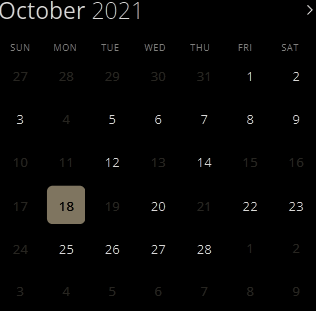 October 2021 >
SUN MON TUE WED THU FRI SAT
27 28 29 30 31 1 2
3 4 5 6 7 8 9
10 11 12 13 14 15 16
17 18 19 20 21 22 23
24 25 26 27 28 1 2
3 4 5 6 7 8 9